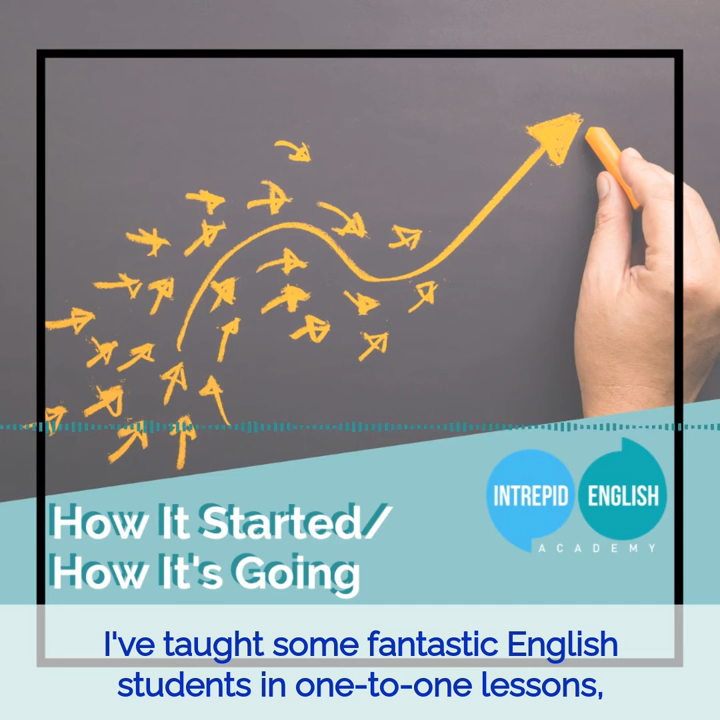 INTREPID ENGLISH
ACADEMY
How It Started/
How It's Going
I've taught some fantastic English
students in one-to-one lessons,